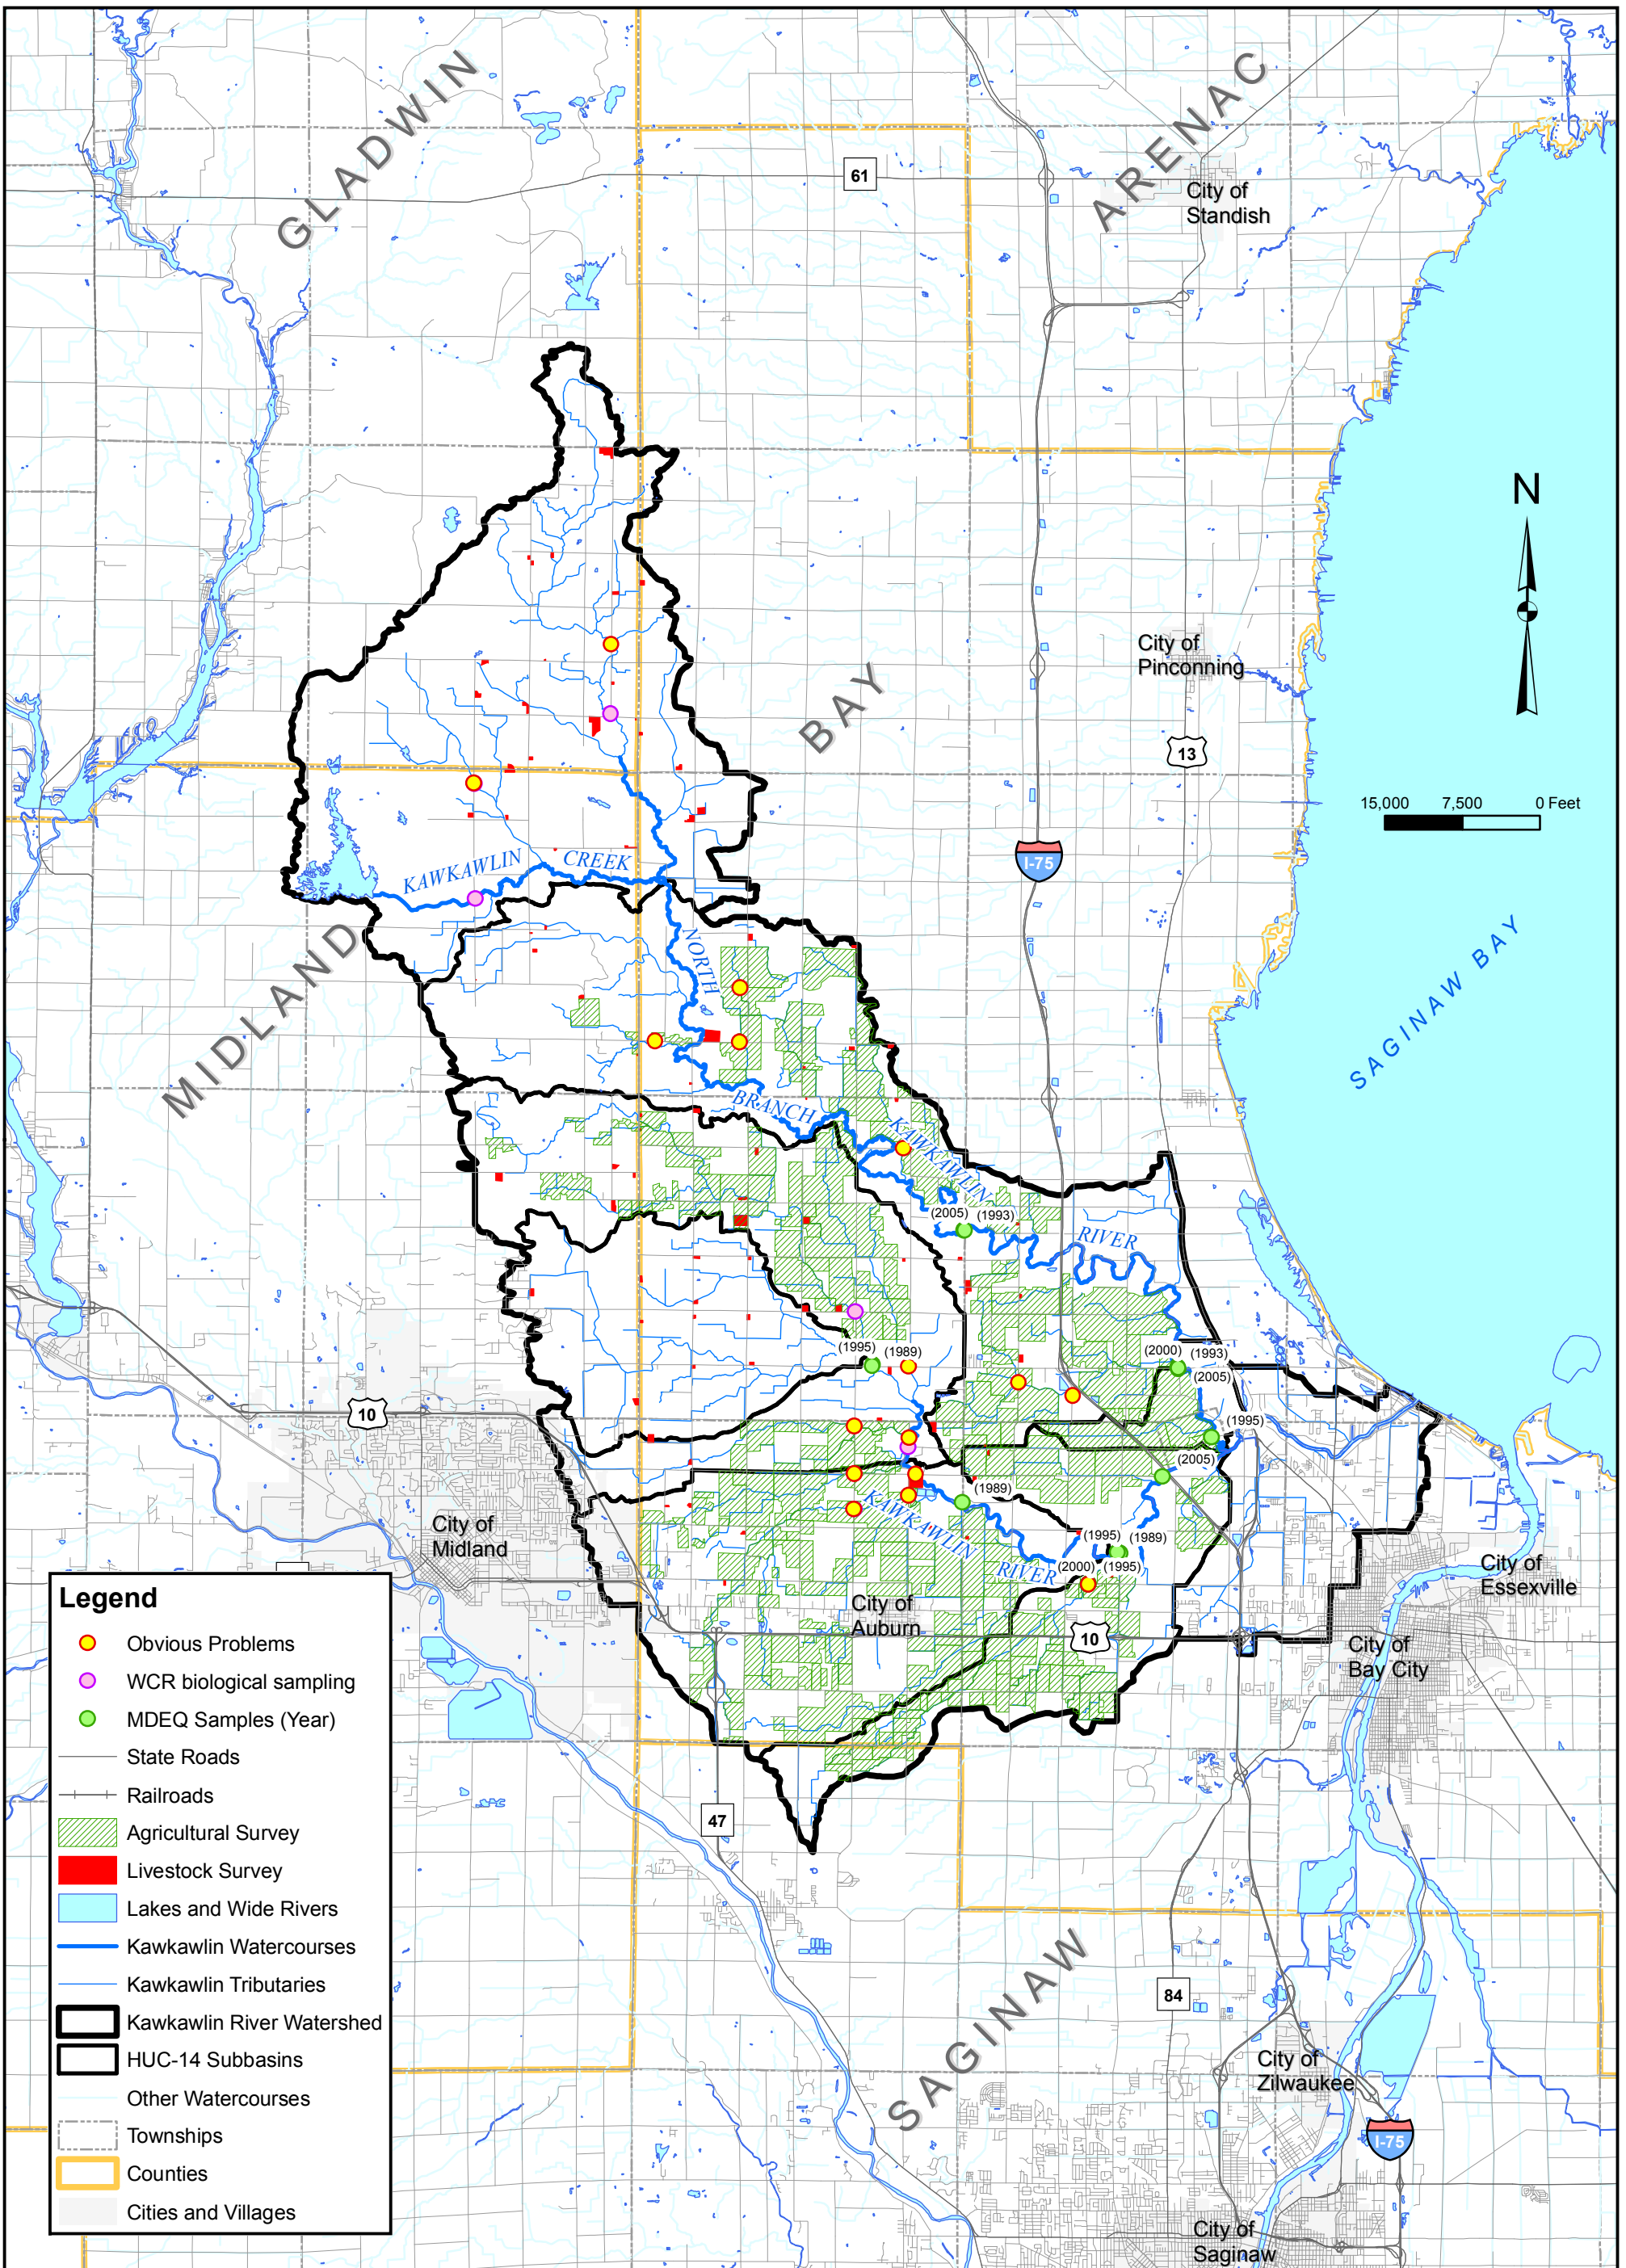 GLADWIN
ARENAC
61
City of
Standish
N
City of
Pinconning
BAY
13
15,000 7,500 0 Feet
I-75
KAWKAWLIN CREEK
MIDLAND
NORTH
SAGINAW BAY
BRANCH
KAWKAWLIN
(2005) (1993)
RIVER
(1995) (1989)
(2000) (1993)
(2005)
10
(1995)
(2005)
(1989)
KAWKAWLIN
RIVER
City of
Midland
(1995) (1989)
(2000) (1995)
City of
Essexville
City of
Auburn
10
City of
Bay City
47
SAGINAW
84
City of
Zilwaukee
I-75
City of
Saginaw
Legend
Obvious Problems
WCR biological sampling
MDEQ Samples (Year)
State Roads
Railroads
Agricultural Survey
Livestock Survey
Lakes and Wide Rivers
Kawkawlin Watercourses
Kawkawlin Tributaries
Kawkawlin River Watershed
HUC-14 Subbasins
Other Watercourses
Townships
Counties
Cities and Villages